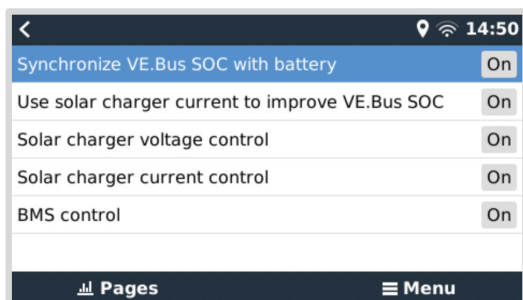 14:50
Synchronize VE.Bus SOC with battery On
Use solar charger current to improve VE.Bus SOC On
Solar charger voltage control On
Solar charger current control On
BMS control On
Pages Menu